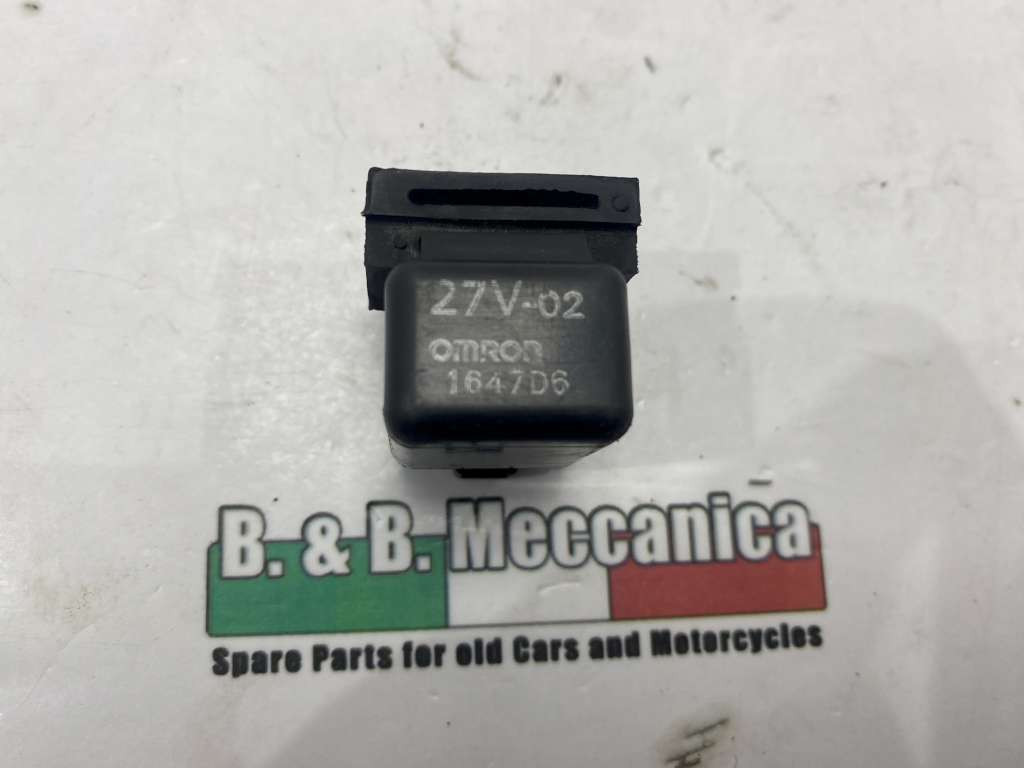 27V-02
OMRON
1647D6
B. & B. Meccanica
Spare Parts for old Cars and Motorcycles